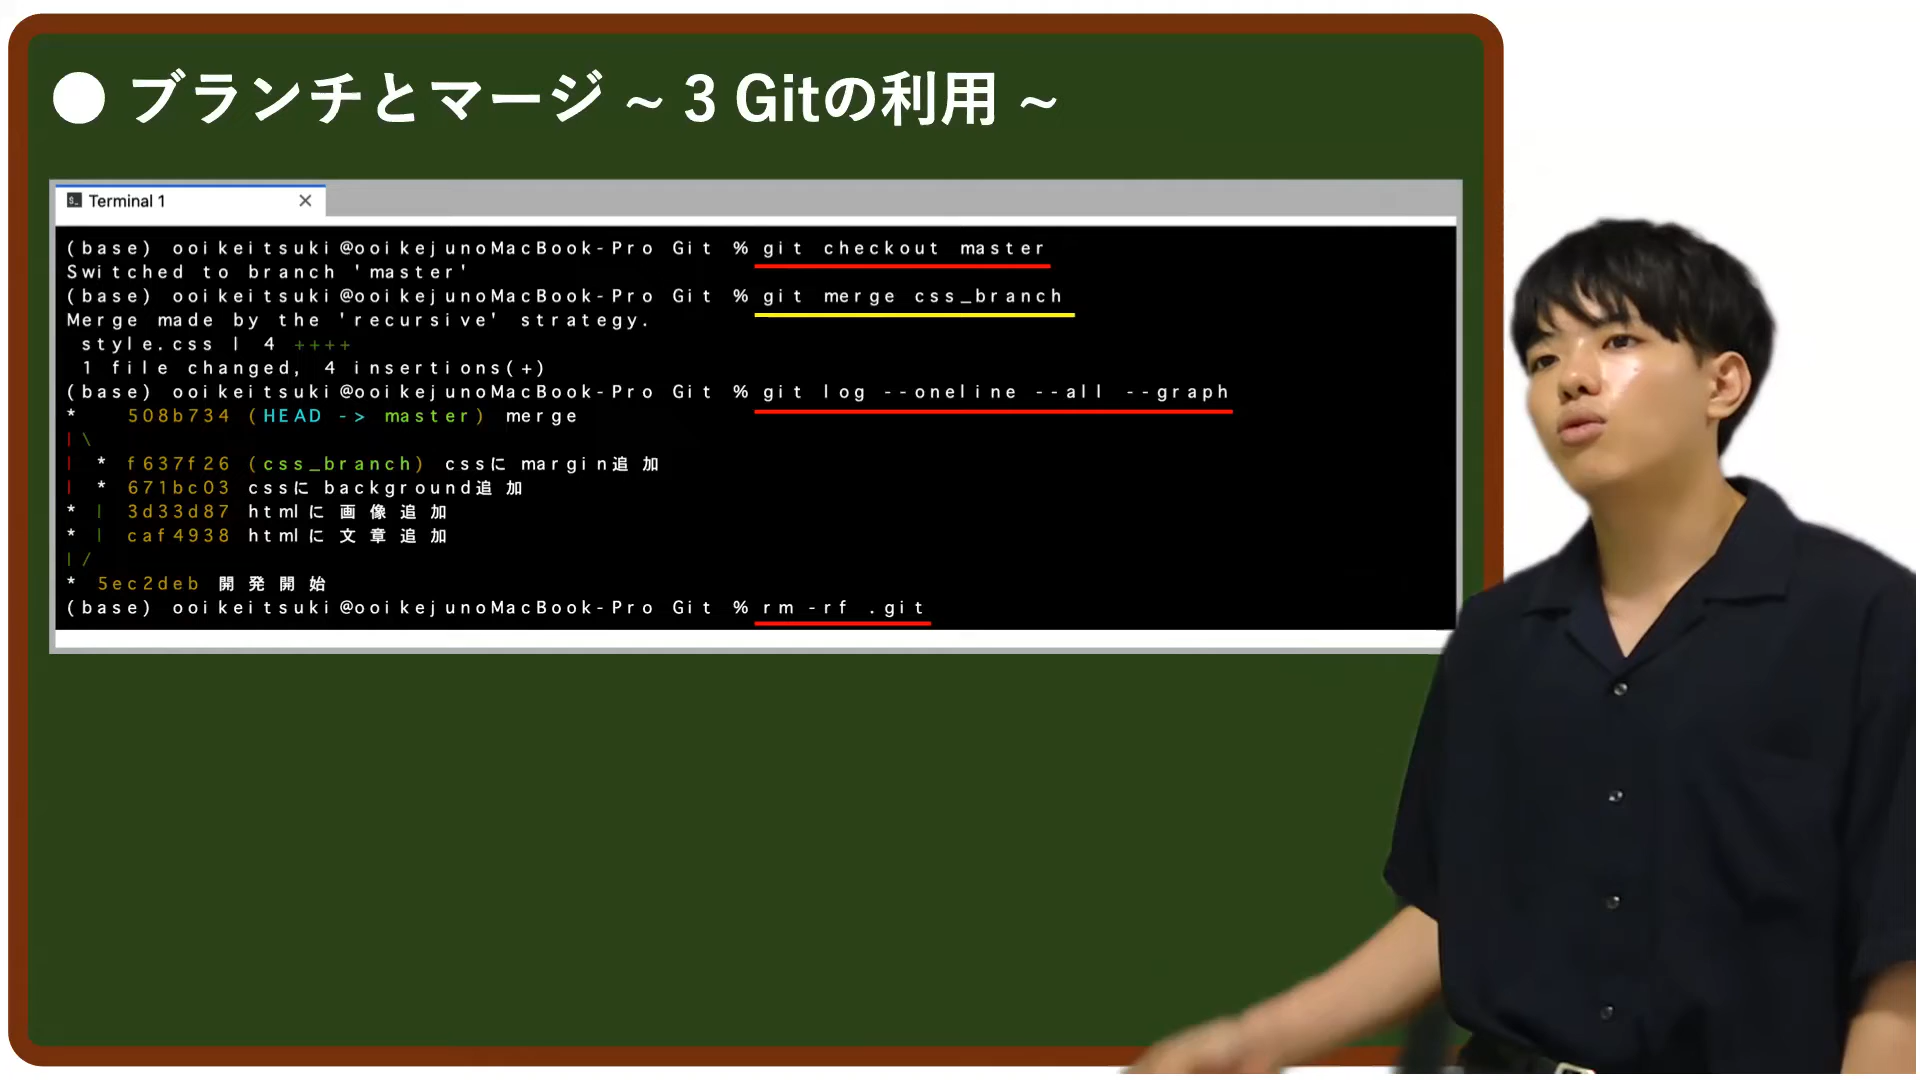 ● ブランチとマージ ~ 3 Gitの利用 ~
Terminal 1
(base) ooikeitsuki@ooikejunoMacBook-Pro Git % git checkout master
Switched to branch 'master'
(base) ooikeitsuki@ooikejunoMacBook-Pro Git % git merge css_branch
Merge made by the 'recursive' strategy.
 style.css | 4 ++++
 1 file changed, 4 insertions(+)
(base) ooikeitsuki@ooikejunoMacBook-Pro Git % git log --oneline --all --graph
*   508b734 (HEAD -> master) merge
|\
| * f637f26 (css_branch) cssにmargin追加
| * 671bc03 cssにbackground追加
* | 3d33d87 htmlに画像追加
* | caf4938 htmlに文章追加
|/
* 5ec2deb 開発開始
(base) ooikeitsuki@ooikejunoMacBook-Pro Git % rm -rf .git